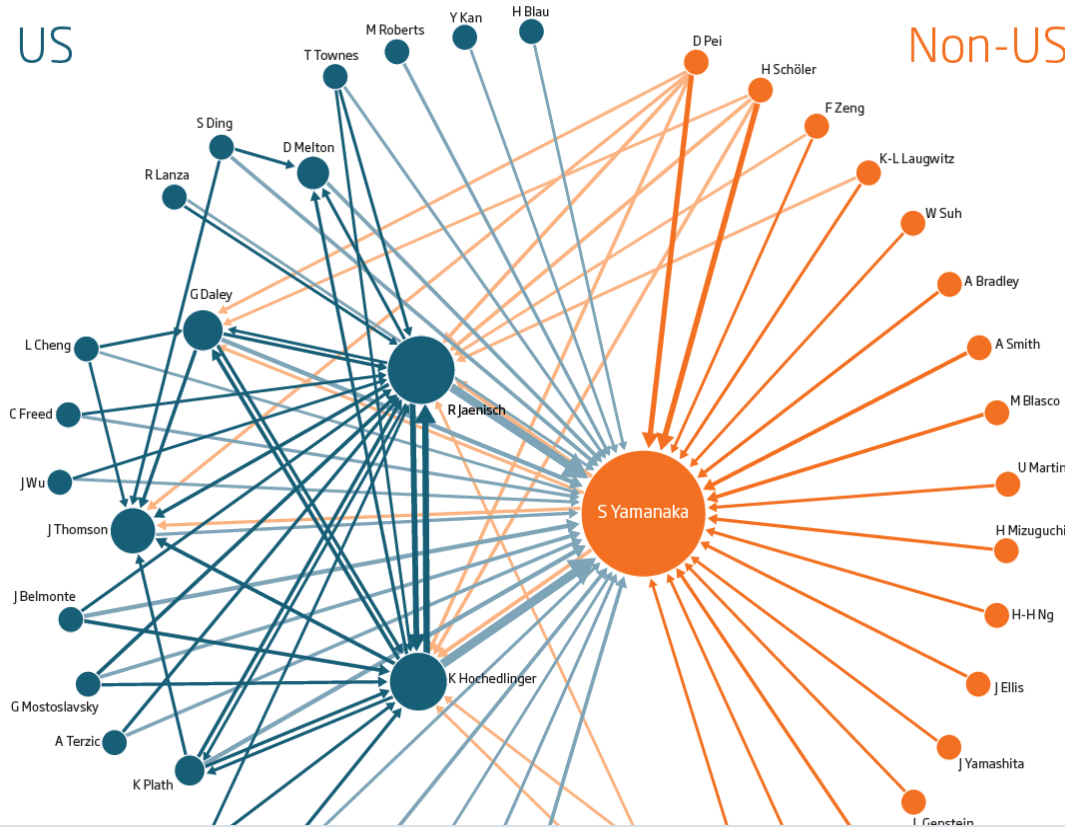 US
Non-US
H Blau
Y Kan
M Roberts
T Townes
D Pei
H Schöler
F Zeng
S Ding
D Melton
K-L Laugwitz
R Lanza
W Suh
A Bradley
G Daley
L Cheng
A Smith
M Blasco
R Jaenisch
C Freed
U Martin
J Wu
S Yamanaka
J Thomson
H Mizuguchi
J Belmonte
H-H Ng
K Hochedlinger
J Ellis
G Mostoslavsky
A Terzic
J Yamashita
K Plath